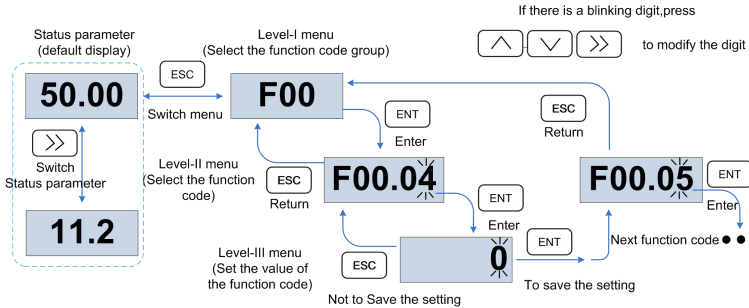 If there is a blinking digit,press
to modify the digit
Status parameter
(default display)
Level-I menu
(Select the function code group)
ESC
50.00
F00
Switch menu
ENT
Enter
ESC
Return
Switch
Status parameter
Level-II menu
(Select the function
code)
ESC
Return
F00.04
ENT
Enter
F00.05
ENT
Enter
11.2
Level-III menu
(Set the value of
the function code)
ESC
0
ENT
Next function code
To save the setting
Not to Save the setting